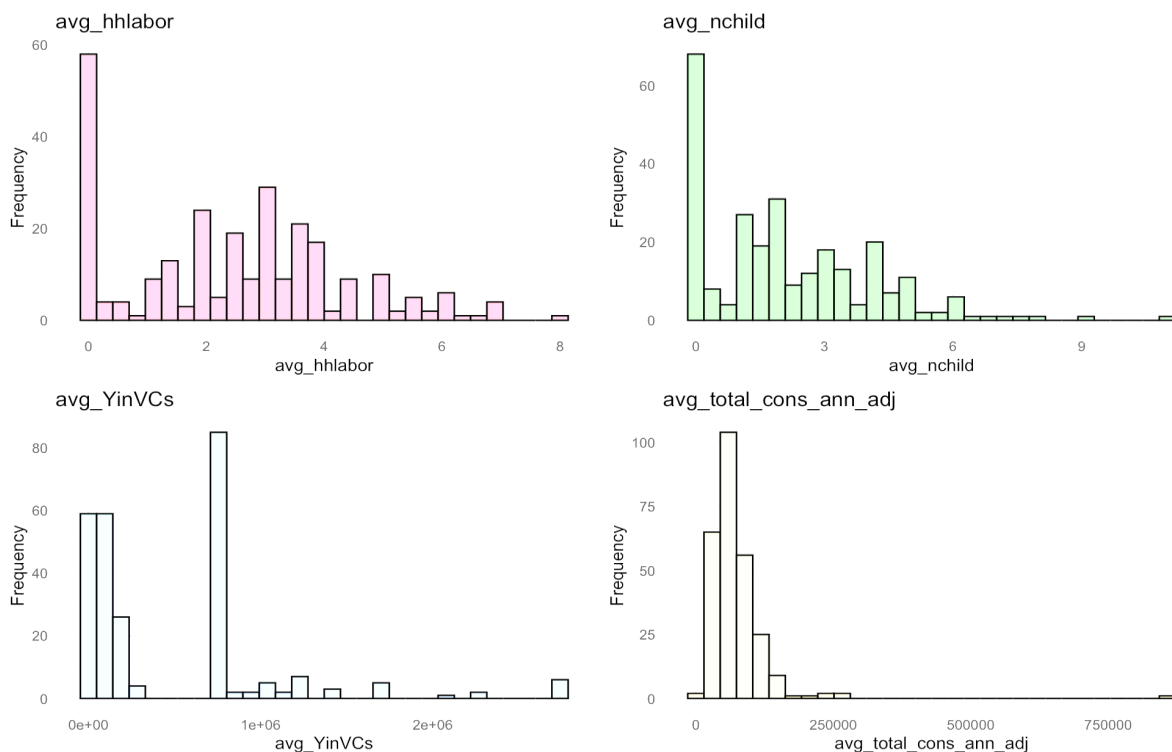 avg_hhlabor
60
40
20
0
Frequency
0 2 4 6 8
avg_hhlabor
avg_nchild
60
40
20
0
Frequency
0 3 6 9
avg_nchild
avg_YinVCs
80
60
40
20
0
Frequency
0e+00 1e+06 2e+06
avg_YinVCs
avg_total_cons_ann_adj
100
75
50
25
0
Frequency
0 250000 500000 750000
avg_total_cons_ann_adj